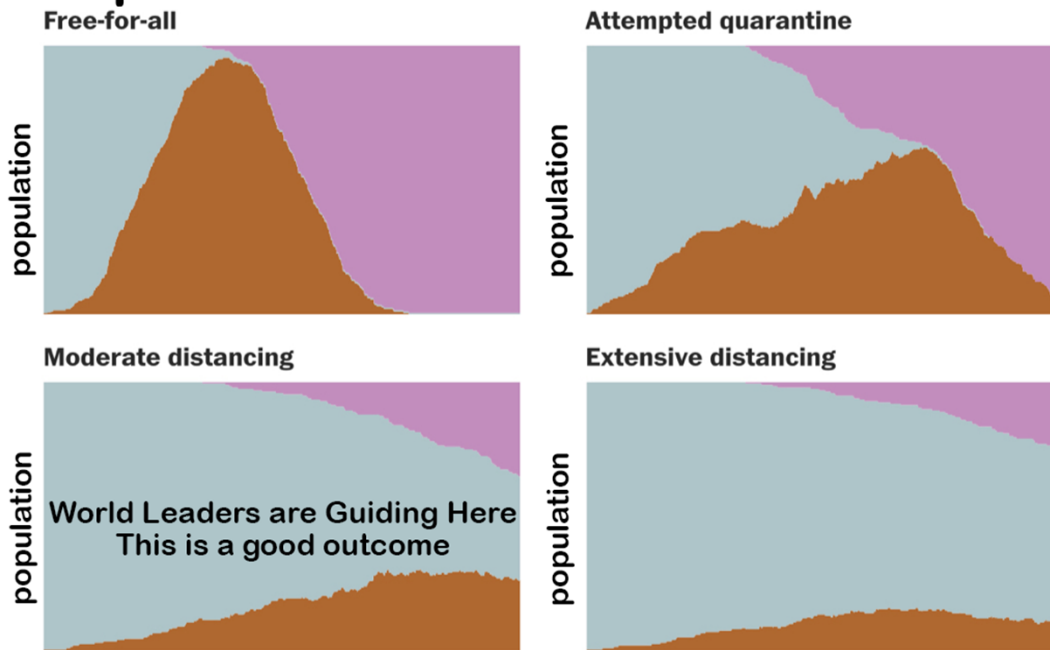 Free-for-all
Attempted quarantine
population
population
Moderate distancing
Extensive distancing
population
World Leaders are Guiding Here
This is a good outcome
population